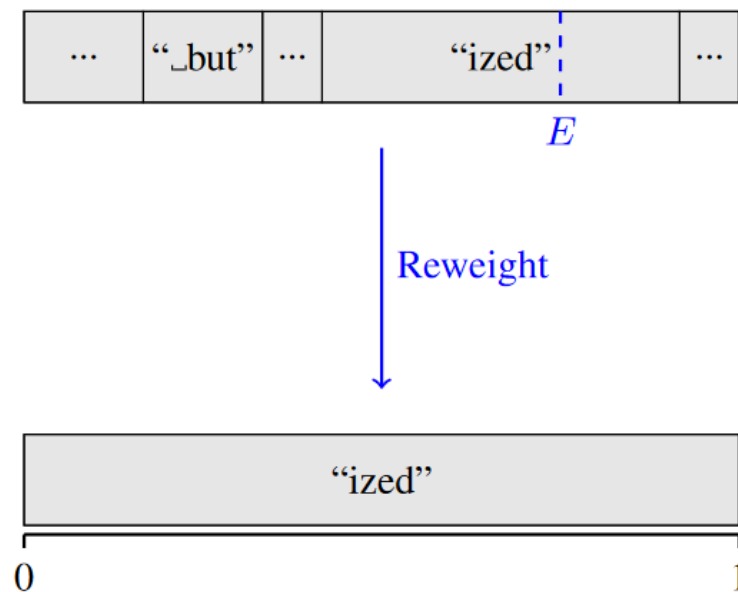 ... “␣but” ... “ized” ...
E
Reweight
“ized”
0 1